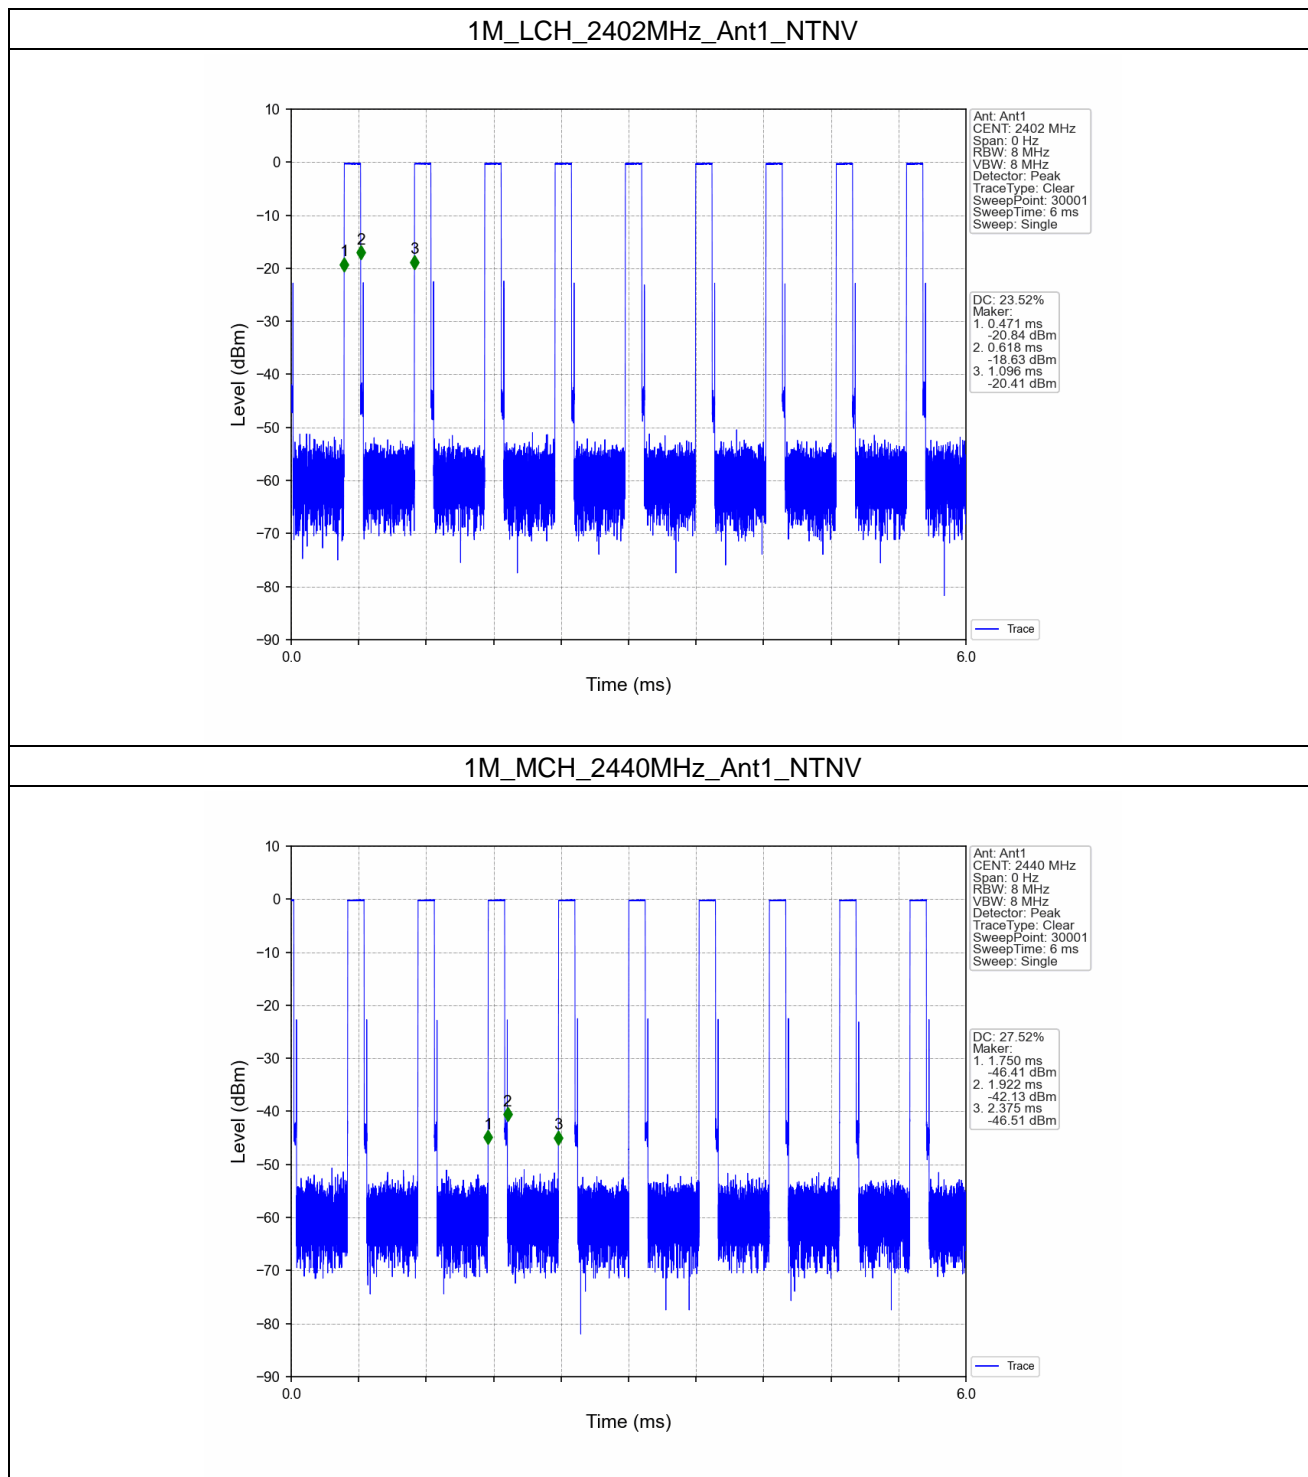 1M_LCH_2402MHz_Ant1_NTNV
10
0
−10
−20
−30
−40
−50
−60
−70
−80
−90
Level (dBm)
1
2
3
0.0
6.0
Time (ms)
Ant: Ant1
CENT: 2402 MHz
Span: 0 Hz
RBW: 8 MHz
VBW: 8 MHz
Detector: Peak
TraceType: Clear
SweepPoint: 30001
SweepTime: 6 ms
Sweep: Single
DC: 23.52%
Maker:
1. 0.471 ms
-20.84 dBm
2. 0.618 ms
-18.63 dBm
3. 1.096 ms
-20.41 dBm
Trace
1M_MCH_2440MHz_Ant1_NTNV
10
0
−10
−20
−30
−40
−50
−60
−70
−80
−90
Level (dBm)
1
2
3
0.0
6.0
Time (ms)
Ant: Ant1
CENT: 2440 MHz
Span: 0 Hz
RBW: 8 MHz
VBW: 8 MHz
Detector: Peak
TraceType: Clear
SweepPoint: 30001
SweepTime: 6 ms
Sweep: Single
DC: 27.52%
Maker:
1. 1.750 ms
-46.41 dBm
2. 1.922 ms
-42.13 dBm
3. 2.375 ms
-46.51 dBm
Trace